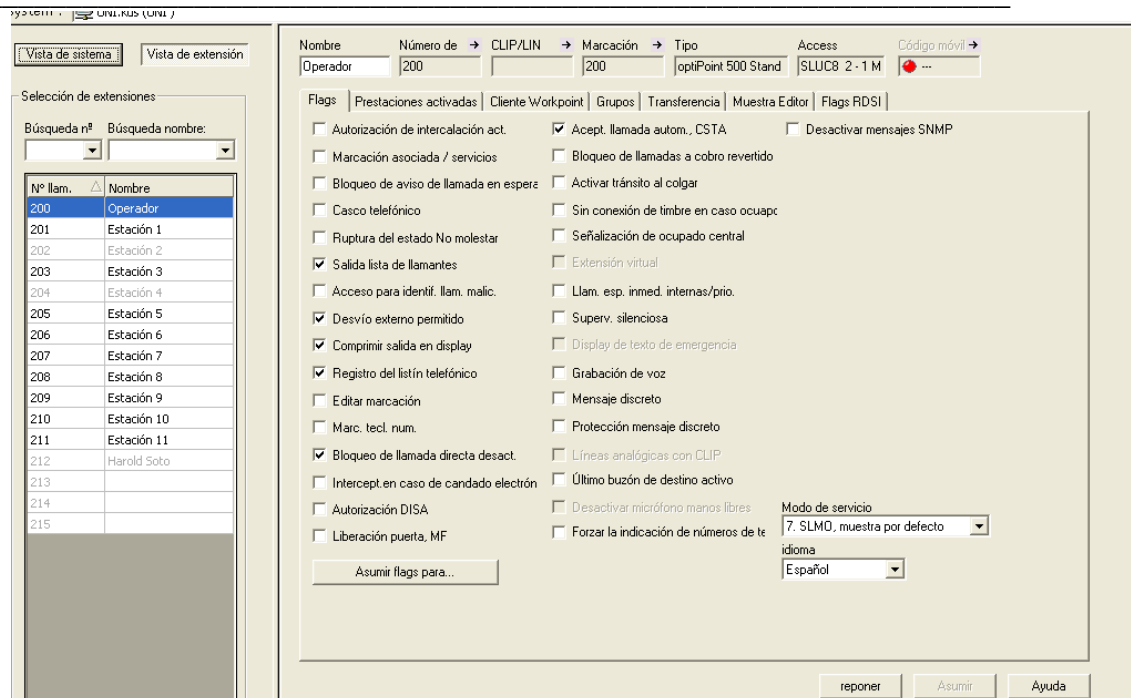 System : UNI.kds (UNI )
Vista de sistema Vista de extensión
Selección de extensiones
Búsqueda nº Búsqueda nombre:
Nº llam. Nombre
200 Operador
201 Estación 1
202 Estación 2
203 Estación 3
204 Estación 4
205 Estación 5
206 Estación 6
207 Estación 7
208 Estación 8
209 Estación 9
210 Estación 10
211 Estación 11
212 Harold Soto
213
214
215
Nombre Número de CLIP/LIN Marcación Tipo Access Código móvil
Operador 200 200 optiPoint 500 Stand SLUC8 2 - 1 M ---
Flags Prestaciones activadas Cliente Workpoint Grupos Transferencia Muestra Editor Flags RDSI
Autorización de intercalación act.
Marcación asociada / servicios
Bloqueo de aviso de llamada en espera
Casco telefónico
Ruptura del estado No molestar
Salida lista de llamantes
Acceso para identif. llam. malic.
Desvío externo permitido
Comprimir salida en display
Registro del listín telefónico
Editar marcación
Marc. tecl. num.
Bloqueo de llamada directa desact.
Intercept.en caso de candado electrón
Autorización DISA
Liberación puerta, MF
Asumir flags para...
Acept. llamada autom., CSTA
Bloqueo de llamadas a cobro revertido
Activar tránsito al colgar
Sin conexión de timbre en caso ocuapc
Señalización de ocupado central
Extensión virtual
Llam. esp. inmed. internas/prio.
Superv. silenciosa
Display de texto de emergencia
Grabación de voz
Mensaje discreto
Protección mensaje discreto
Líneas analógicas con CLIP
Último buzón de destino activo
Desactivar micrófono manos libres
Forzar la indicación de números de te
Desactivar mensajes SNMP
Modo de servicio
7. SLMO, muestra por defecto
idioma
Español
reponer Asumir Ayuda